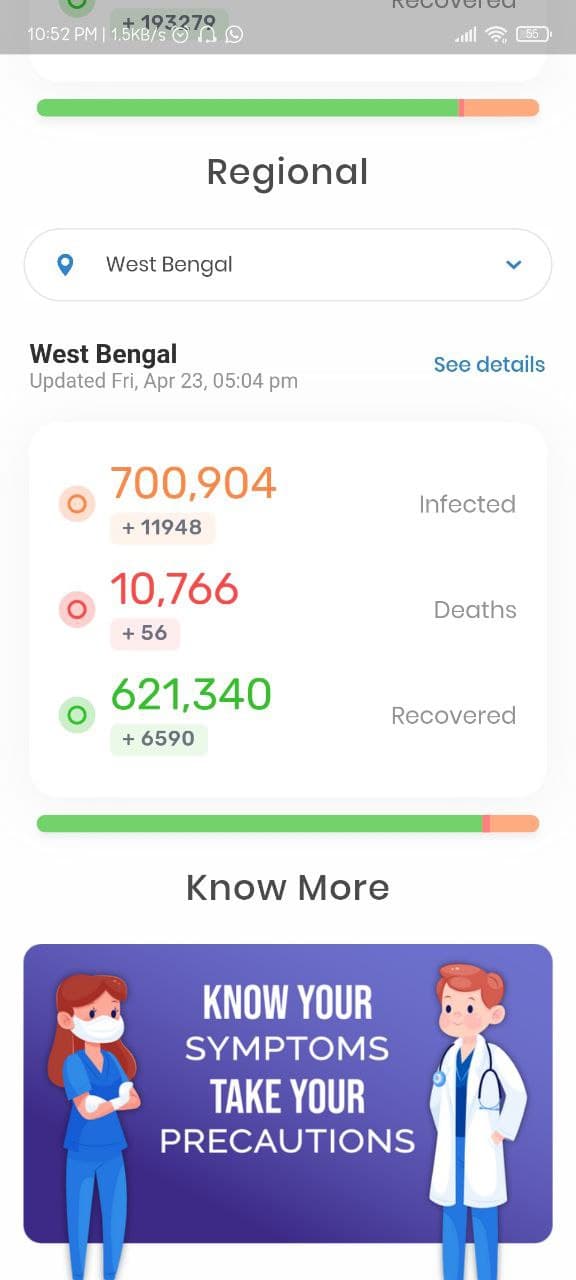 + 193279
Recovered
10:52 PM | 1.5KB/s
55
Regional
West Bengal
West Bengal
Updated Fri, Apr 23, 05:04 pm
See details
700,904
+ 11948
Infected
10,766
+ 56
Deaths
621,340
+ 6590
Recovered
Know More
KNOW YOUR
SYMPTOMS
TAKE YOUR
PRECAUTIONS